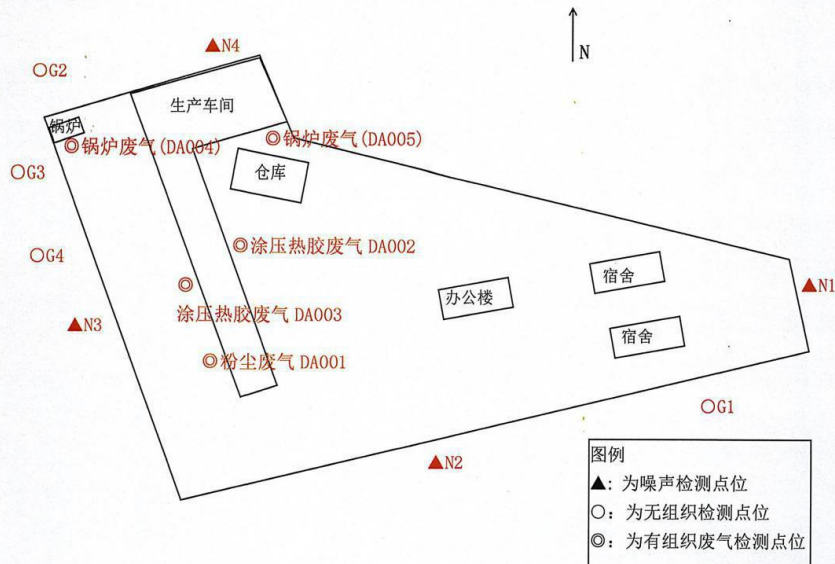 ▲N4
N
○G2
生产车间
锅炉
◎锅炉废气(DA004)
◎锅炉废气(DA005)
○G3
仓库
◎涂压热胶废气 DA002
○G4
宿舍
◎
涂压热胶废气 DA003
▲N1
办公楼
▲N3
宿舍
◎粉尘废气 DA001
○G1
▲N2
图例
▲: 为噪声检测点位
○: 为无组织检测点位
◎: 为有组织废气检测点位